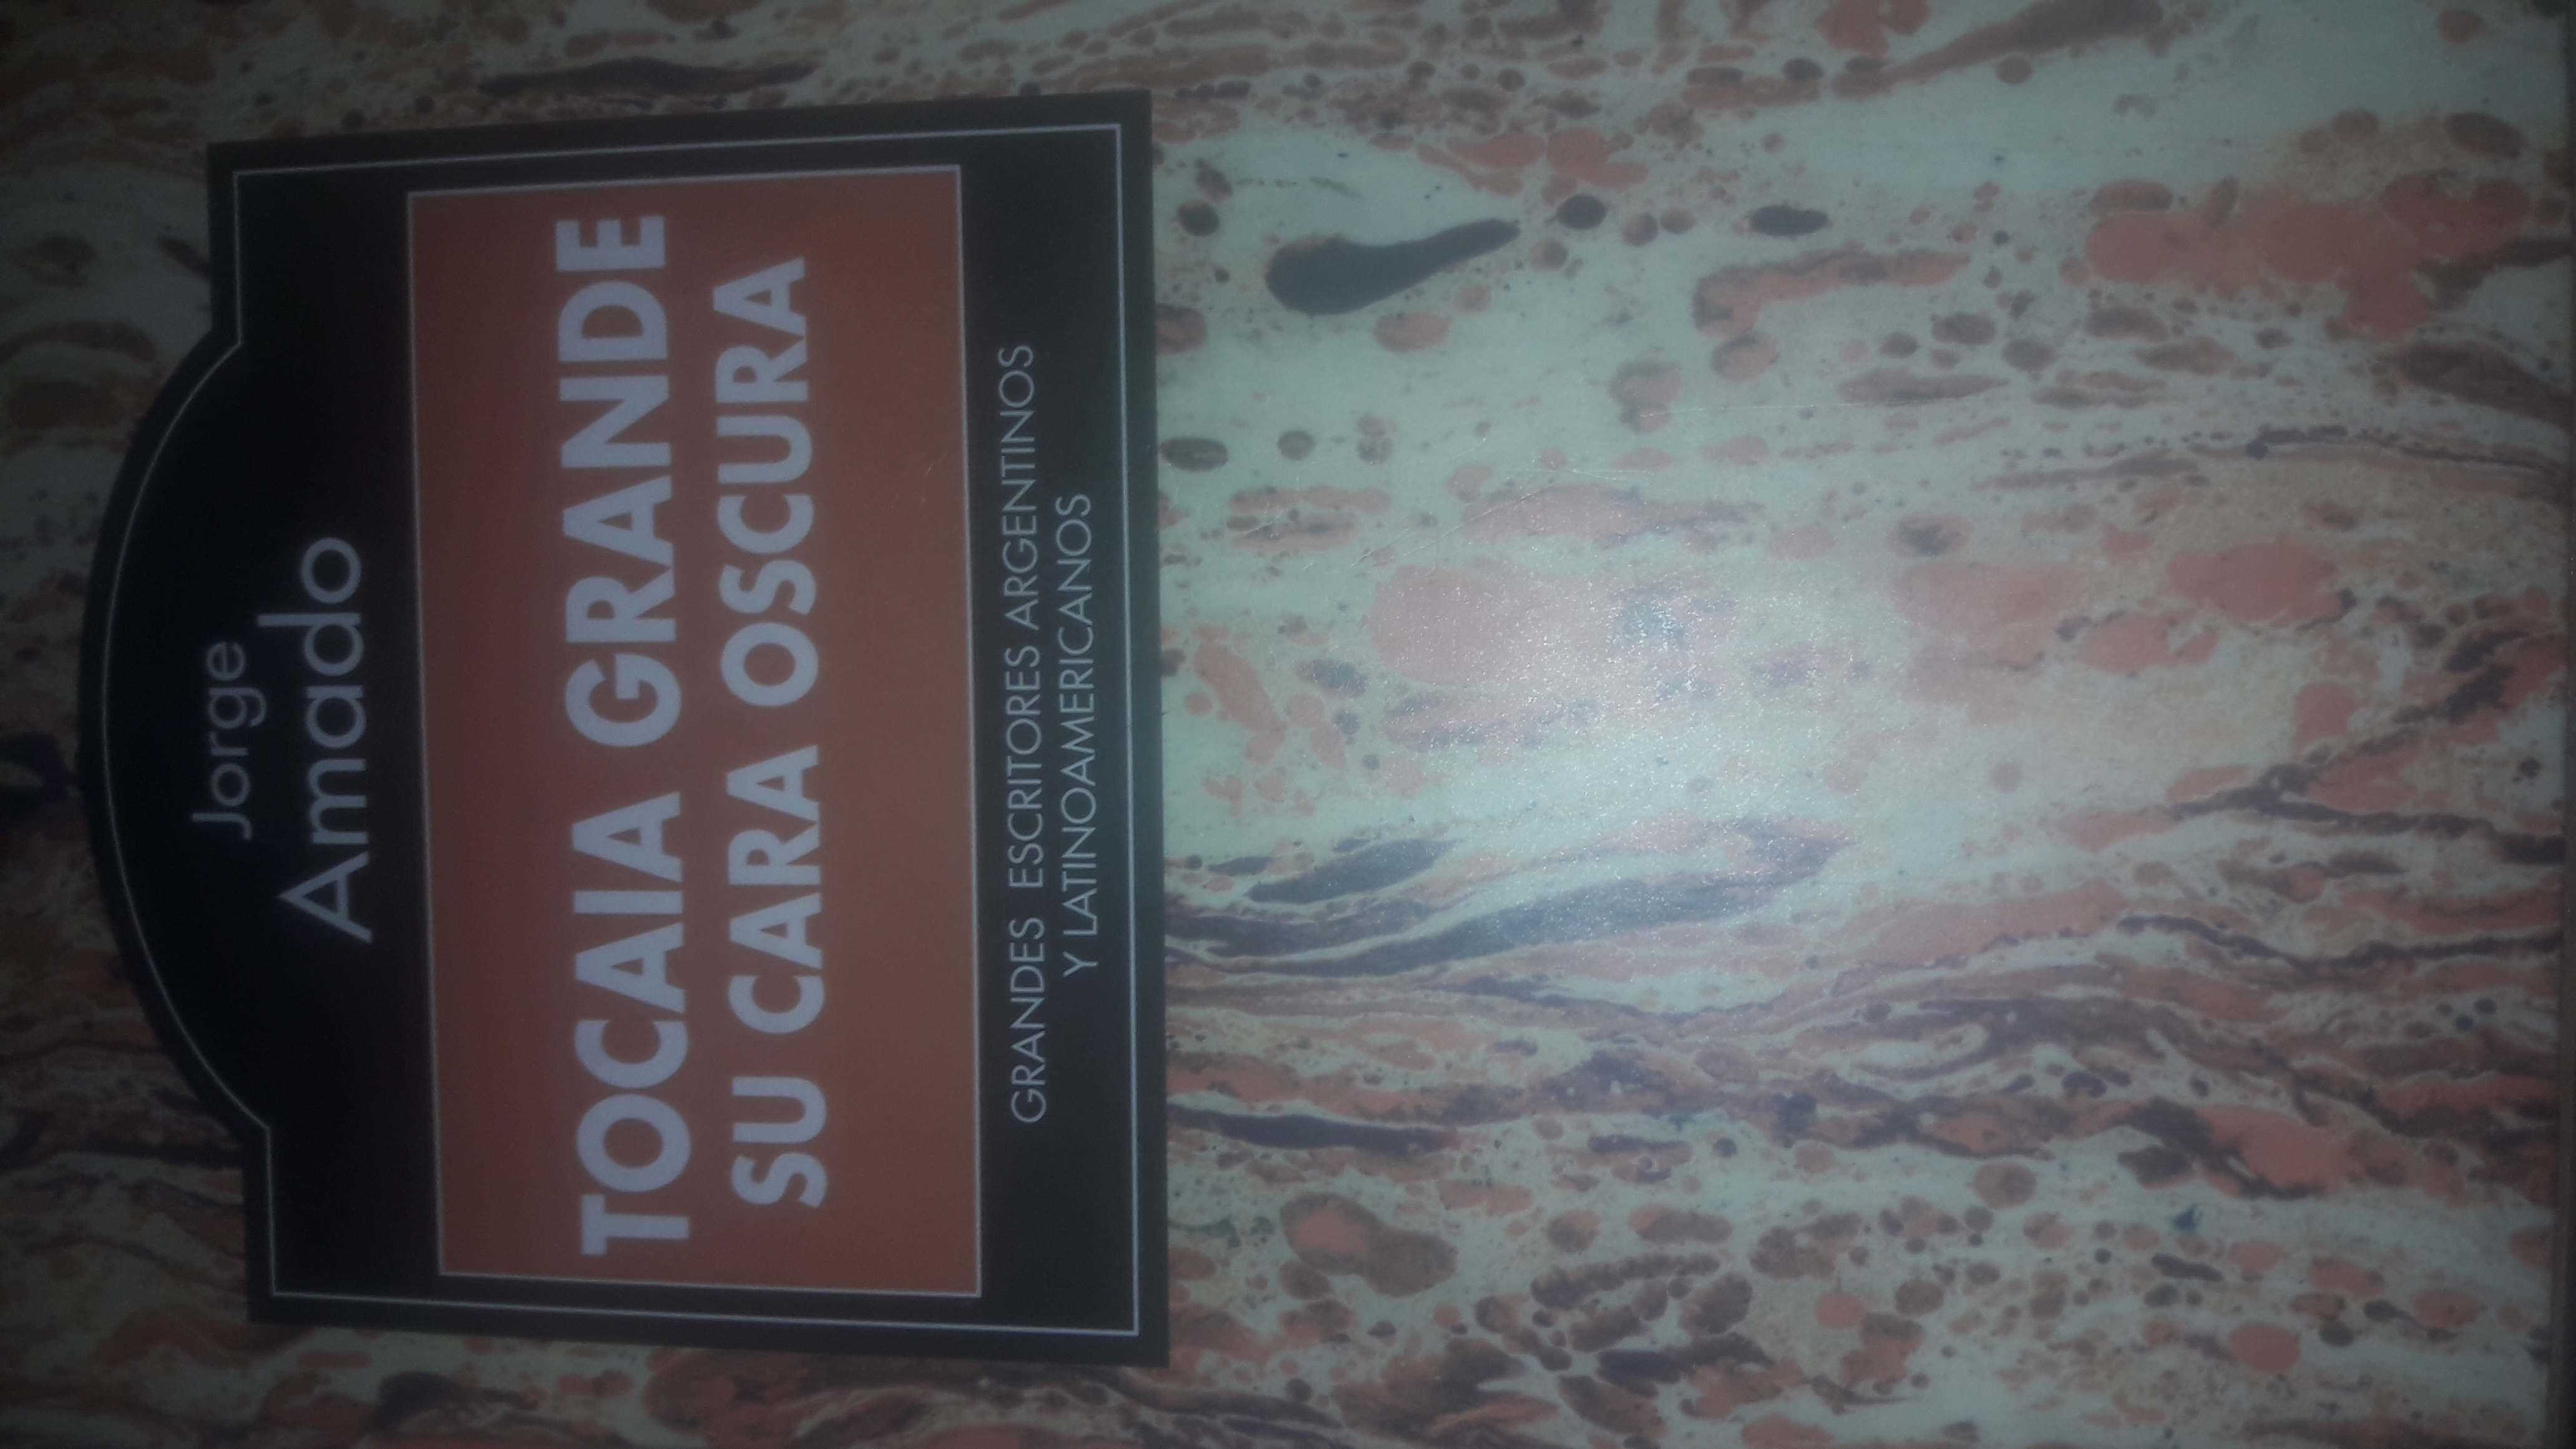 Jorge
Amado
TOCAIA GRANDE
SU CARA OSCURA
GRANDES ESCRITORES ARGENTINOS
Y LATINOAMERICANOS